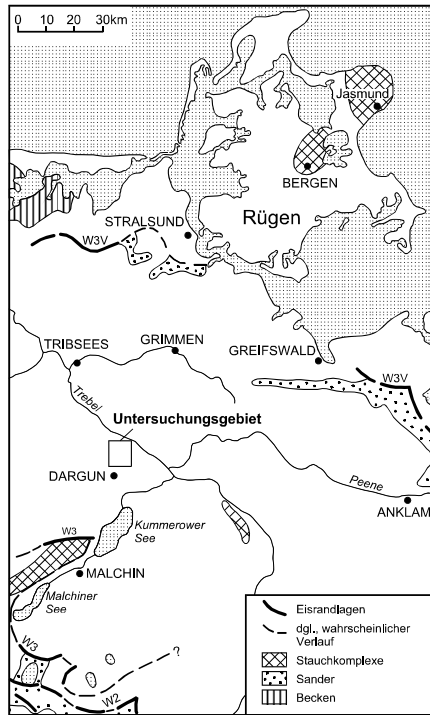 0 10 20 30km
Jasmund
BERGEN
Rügen
STRALSUND
W3V
GRIMMEN
TRIBSEES
GREIFSWALD
W3V
Trebel
Untersuchungsgebiet
DARGUN
Peene
ANKLAM
Kummerower
See
W3
MALCHIN
Malchiner
See
W3
?
W2
Eisrandlagen
dgl., wahrscheinlicher
Verlauf
Stauchkomplexe
Sander
Becken